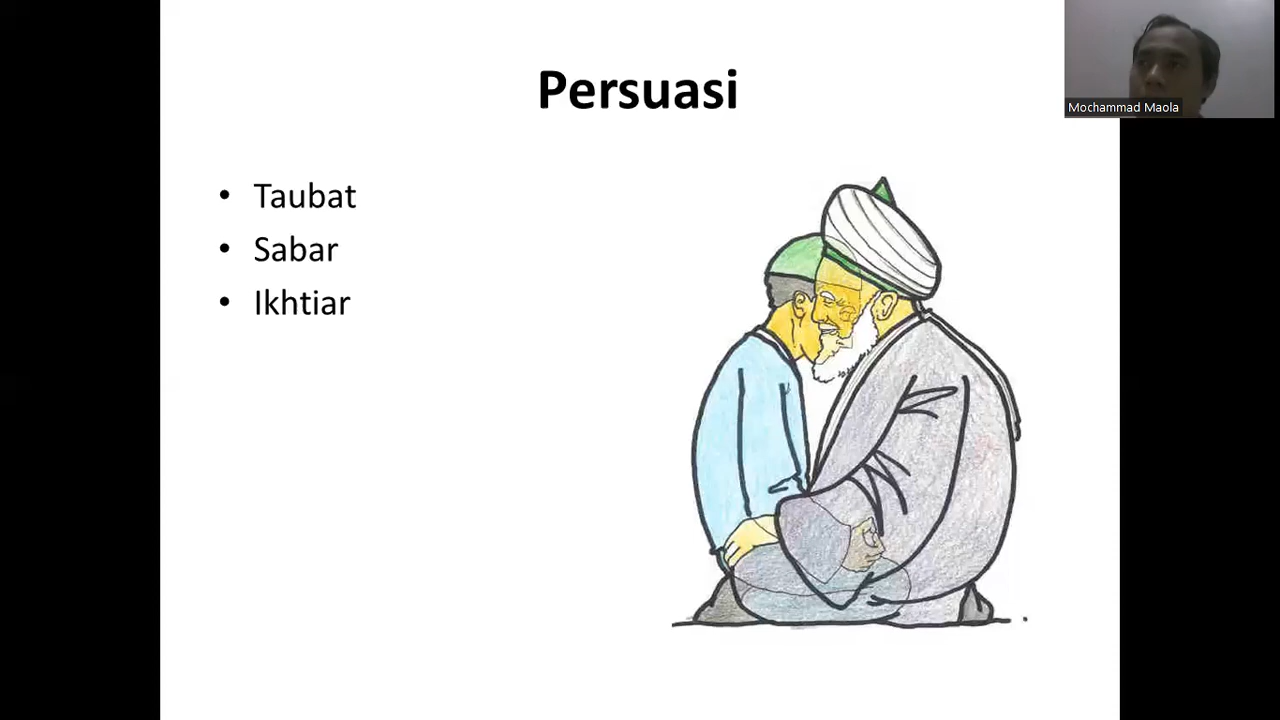 Persuasi
• Taubat
• Sabar
• Ikhtiar
Mochammad Maola